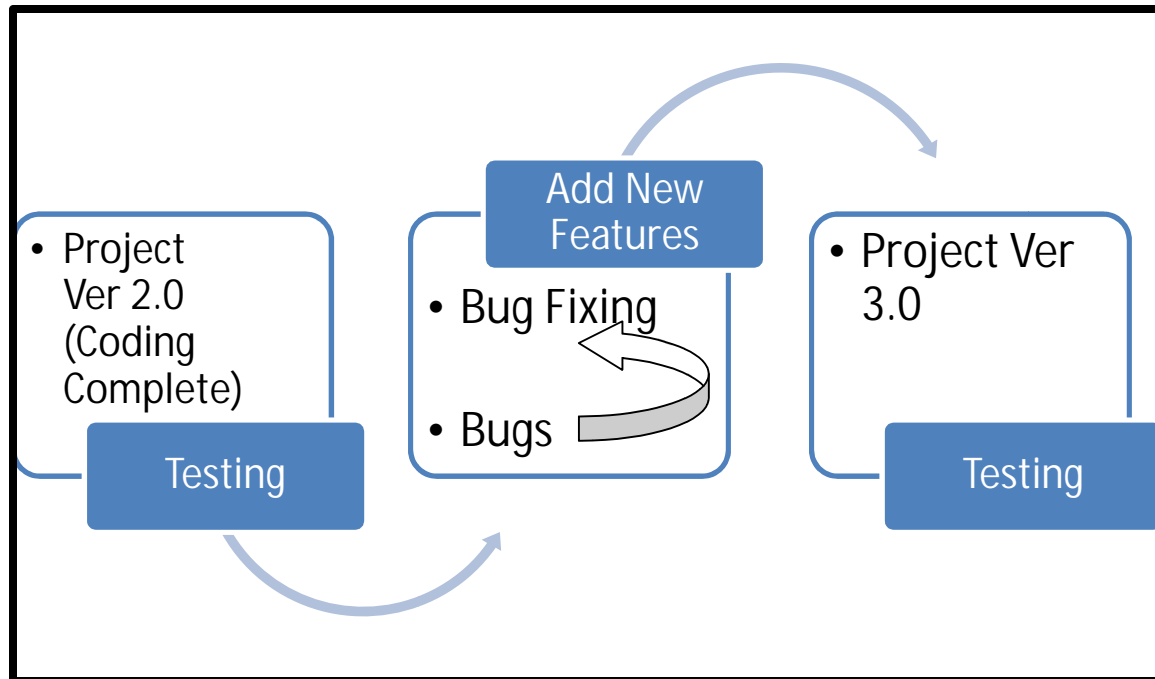 • Project
Ver 2.0
(Coding
Complete)
Testing
Add New
Features
• Bug Fixing
• Bugs
• Project Ver
3.0
Testing